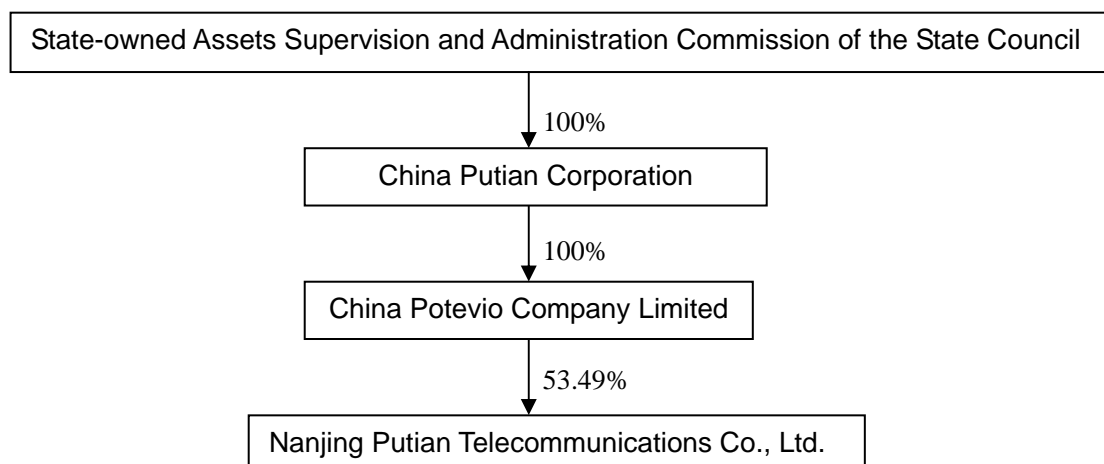 State-owned Assets Supervision and Administration Commission of the State Council
100%
China Putian Corporation
100%
China Potevio Company Limited
53.49%
Nanjing Putian Telecommunications Co., Ltd.